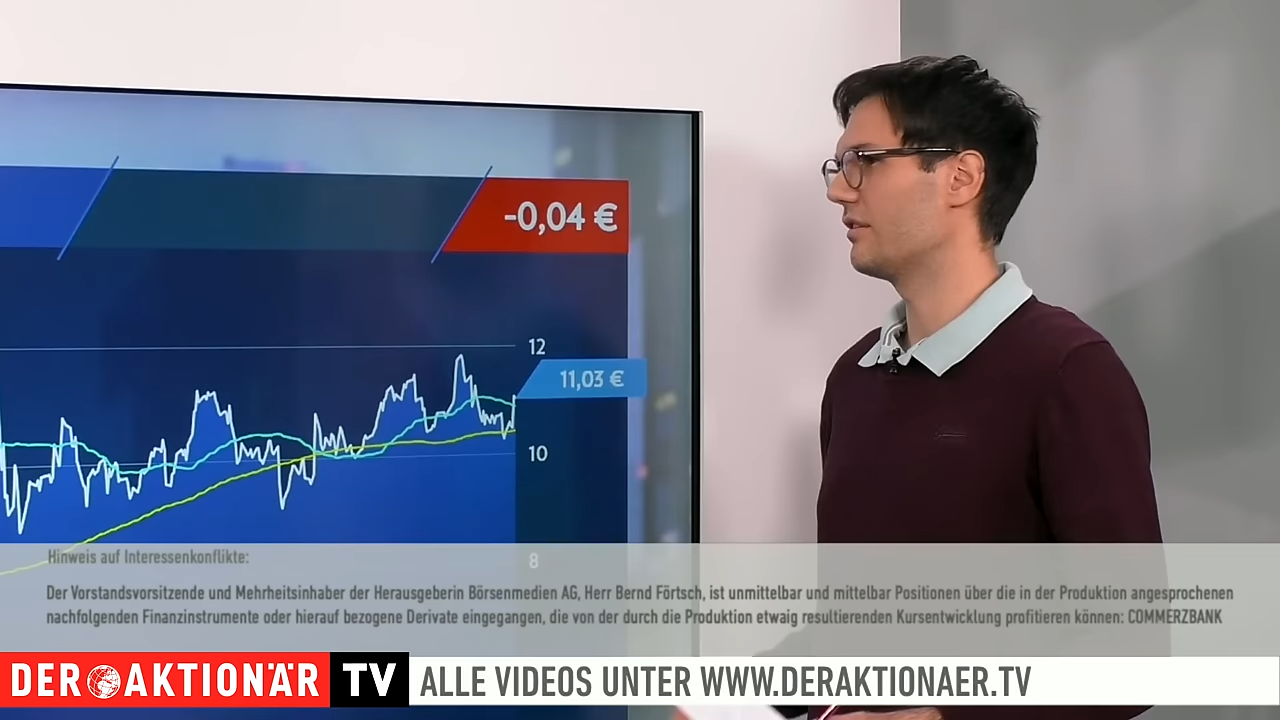 -0,04 €
12
11,03 €
10
8
Hinweis auf Interessenkonflikte:
Der Vorstandsvorsitzende und Mehrheitsinhaber der Herausgeberin Börsenmedien AG, Herr Bernd Förtsch, ist unmittelbar und mittelbar Positionen über die in der Produktion angesprochenen
nachfolgenden Finanzinstrumente oder hierauf bezogene Derivate eingegangen, die von der durch die Produktion etwaig resultierenden Kursentwicklung profitieren können: COMMERZBANK
DER AKTIONÄR TV ALLE VIDEOS UNTER WWW.DERAKTIONAER.TV